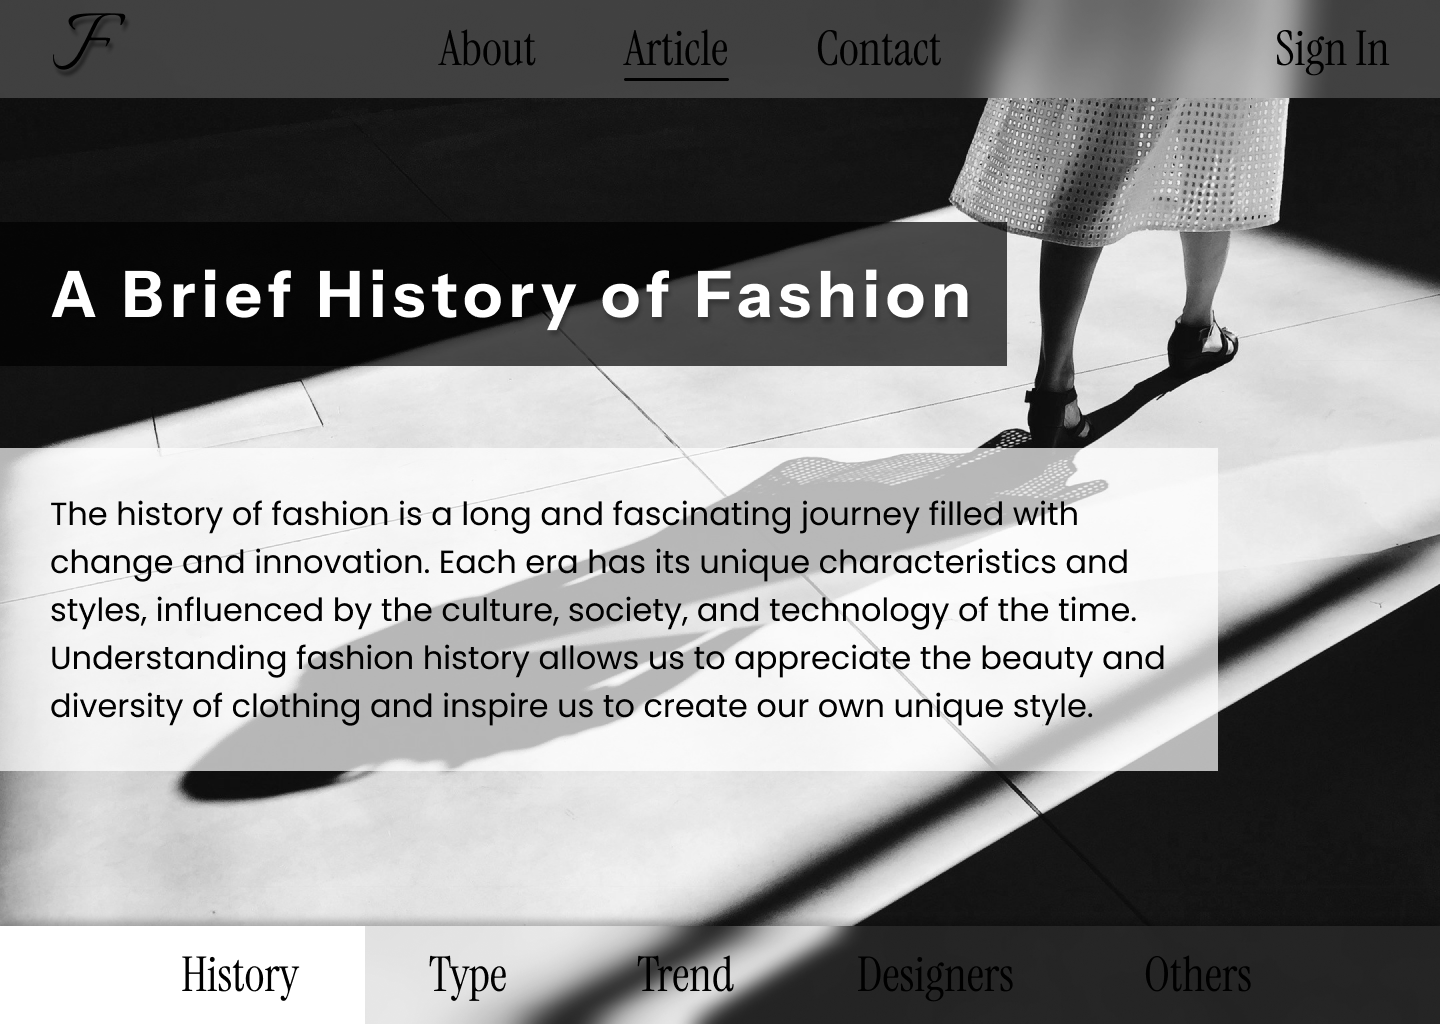 F
About
Article
Contact
Sign In
A Brief History of Fashion
The history of fashion is a long and fascinating journey filled with
change and innovation. Each era has its unique characteristics and
styles, influenced by the culture, society, and technology of the time.
Understanding fashion history allows us to appreciate the beauty and
diversity of clothing and inspire us to create our own unique style.
History
Type
Trend
Designers
Others